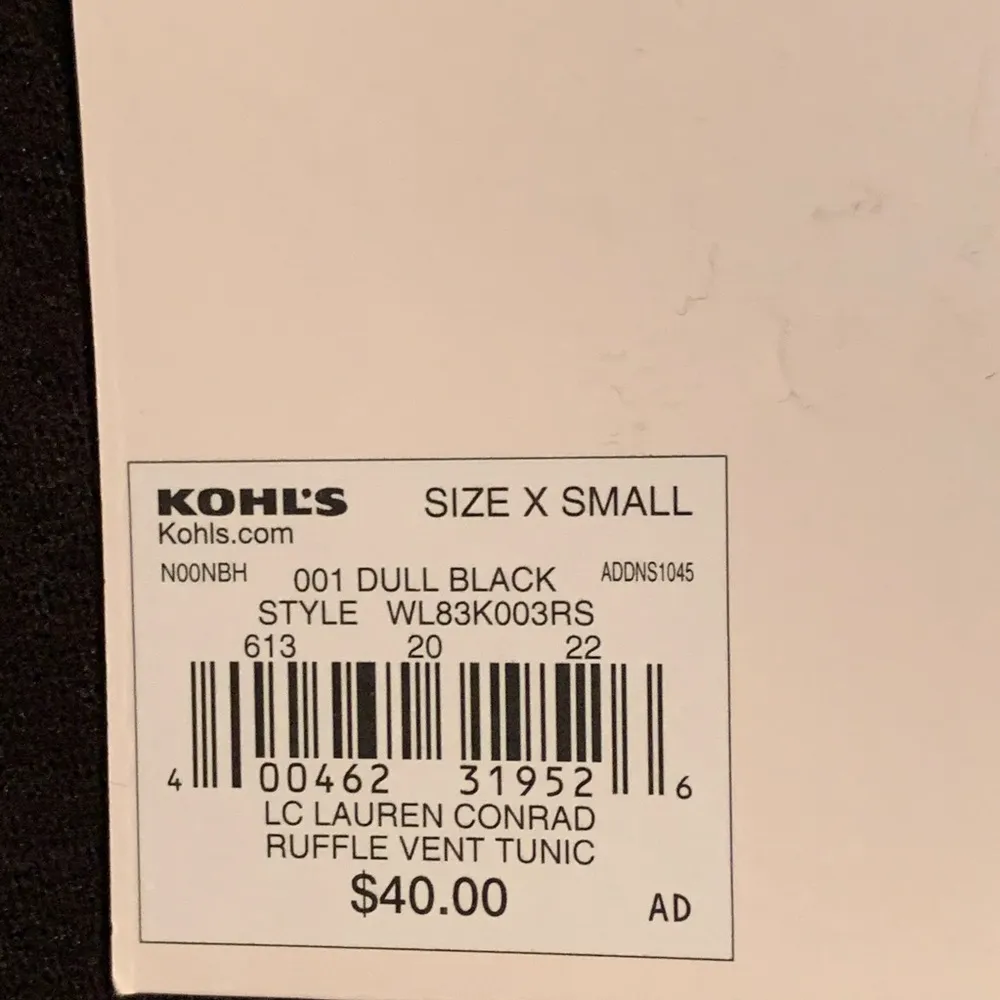 KOHL'S SIZE X SMALL
Kohls.com
N00NBH 001 DULL BLACK ADDNS1045
STYLE WL83K003RS
613 20 22
4 00462 31952 6
LC LAUREN CONRAD
RUFFLE VENT TUNIC
$40.00 AD